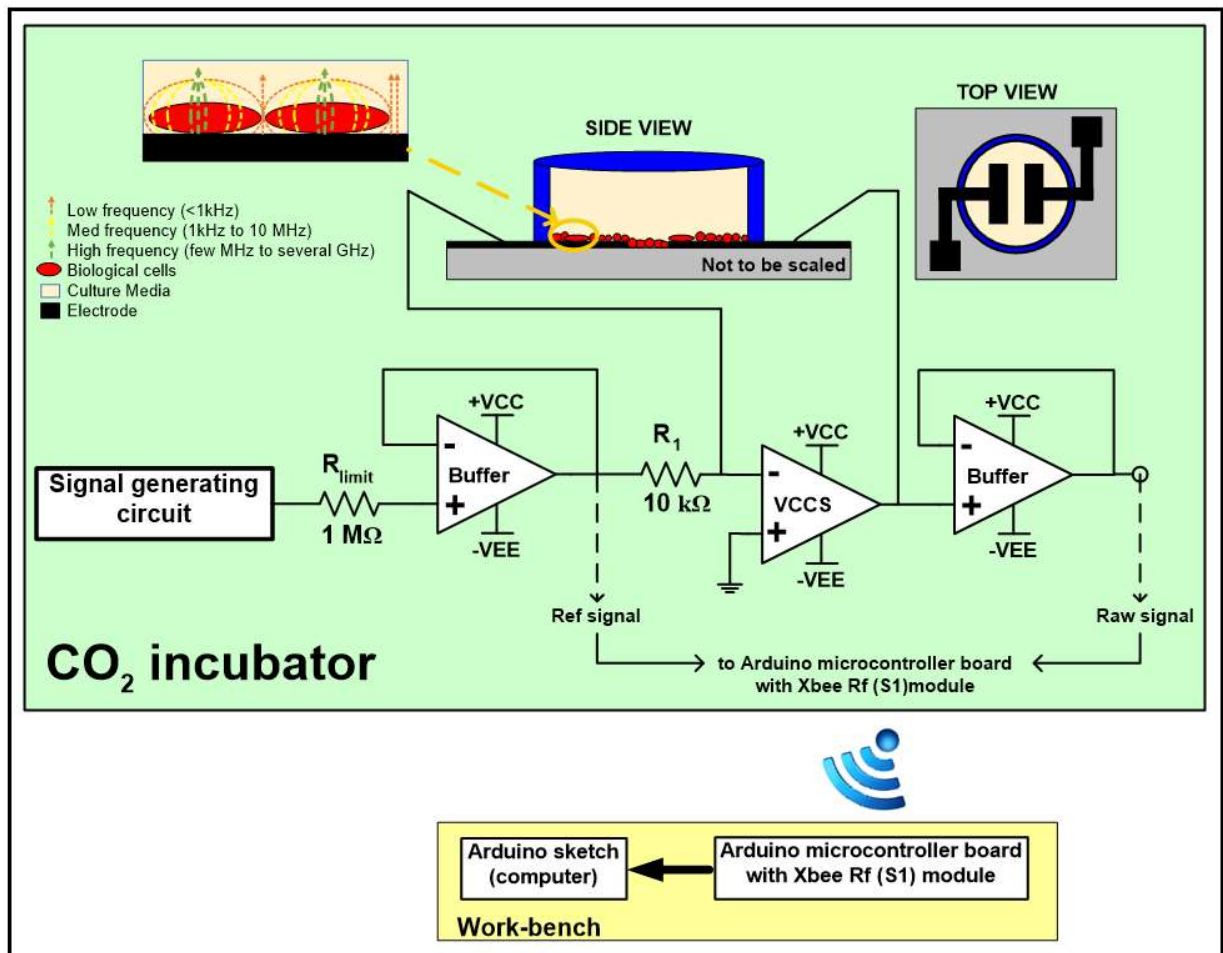 TOP VIEW
SIDE VIEW
Low frequency (<1kHz)
Med frequency (1kHz to 10 MHz)
High frequency (few MHz to several GHz)
Biological cells
Culture Media
Electrode
Not to be scaled
Signal generating
circuit
R_limit
1 MΩ
+VCC
-
Buffer
+
-VEE
R_1
10 kΩ
+VCC
-
VCCS
+
-VEE
+VCC
-
Buffer
+
-VEE
Ref signal
Raw signal
CO_2 incubator
to Arduino microcontroller board
with Xbee Rf (S1)module
Arduino sketch
(computer)
Arduino microcontroller board
with Xbee Rf (S1) module
Work-bench